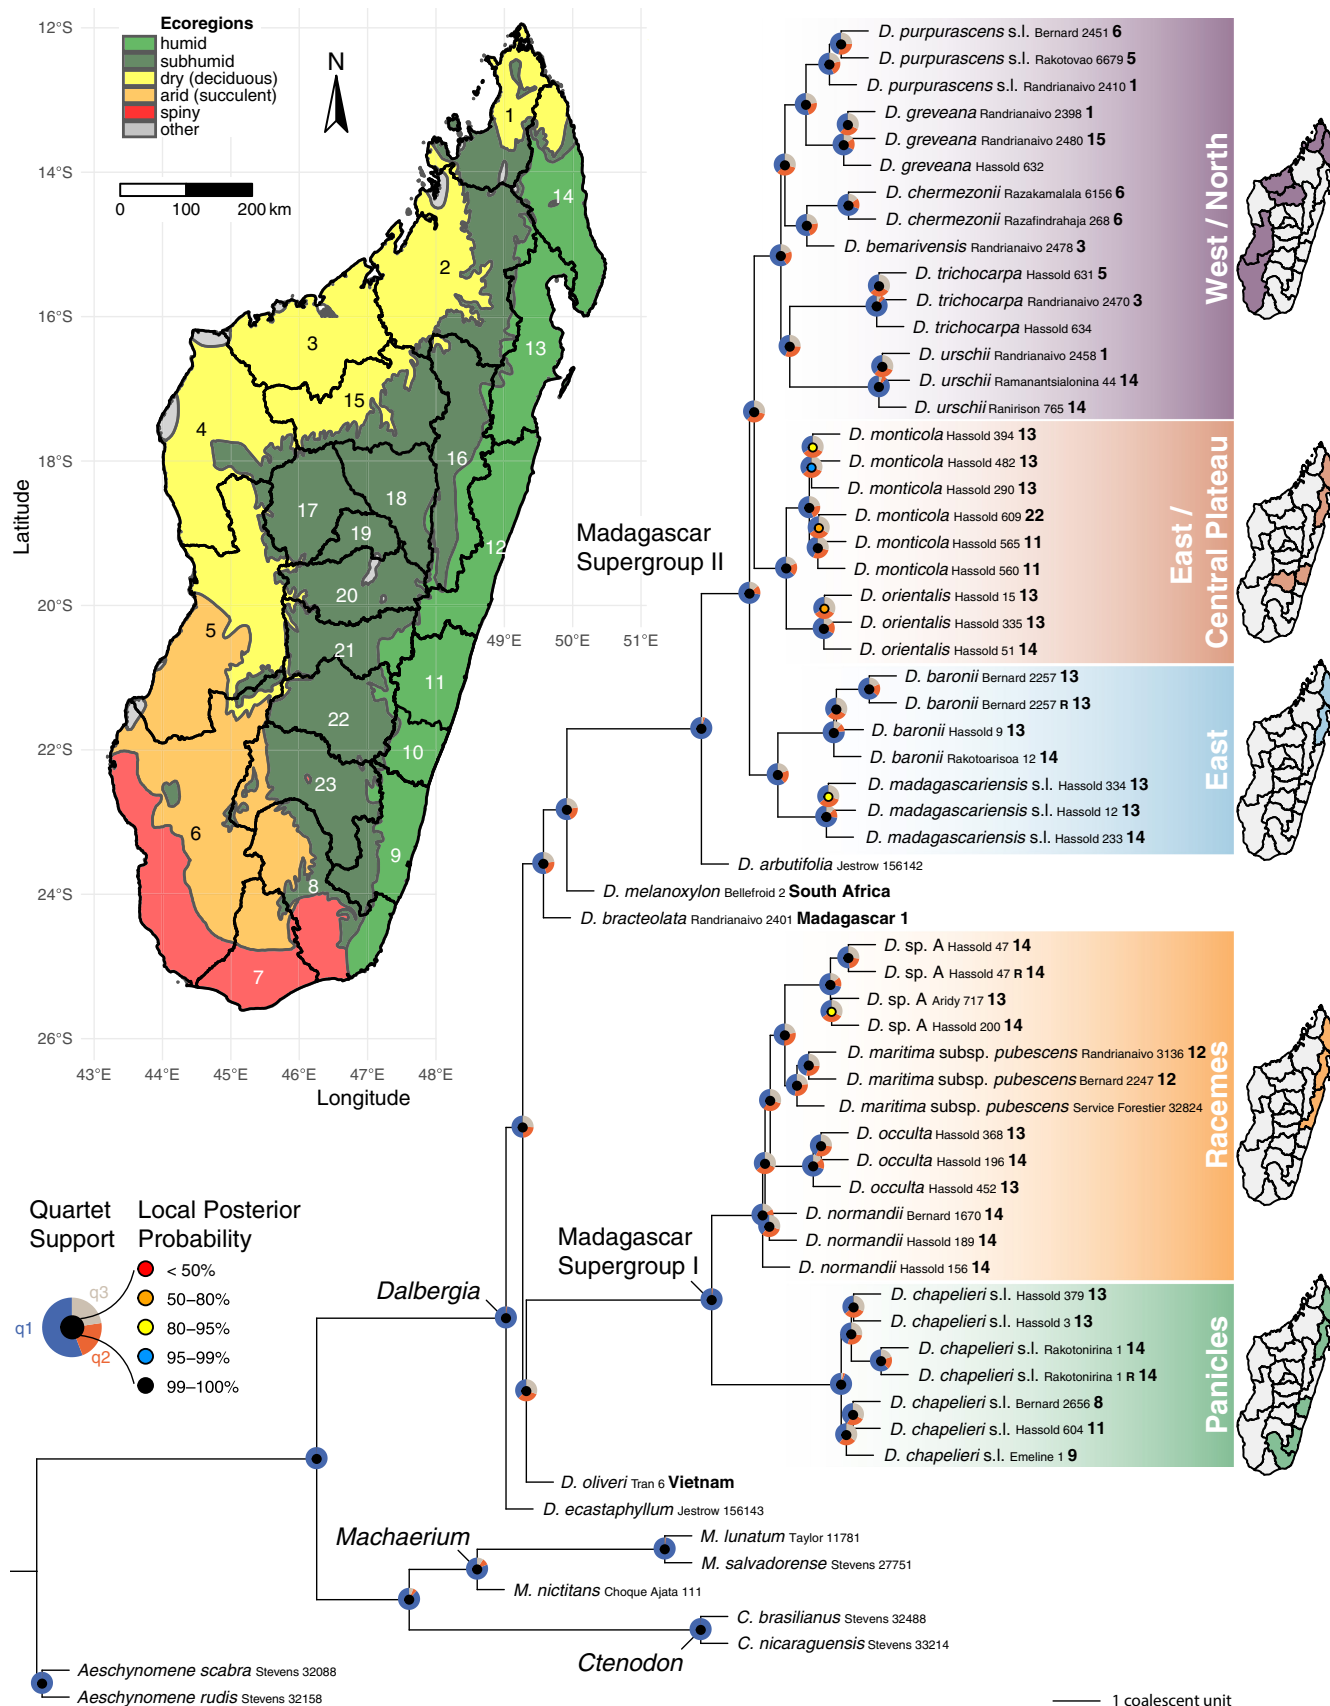 12°S
14°S
16°S
18°S
20°S
22°S
24°S
26°S
Latitude
Ecoregions
humid
subhumid
dry (deciduous)
arid (succulent)
spiny
other
N
0 100 200 km
1
14
2
13
3
15
4
16
17
18
19
12
20
5
21
11
22
10
23
6
9
8
7
49°E 50°E 51°E
43°E 44°E 45°E 46°E 47°E 48°E
Longitude
Madagascar
Supergroup II
D. purpurascens s.l. Bernard 2451 6
D. purpurascens s.l. Rakotovao 6679 5
D. purpurascens s.l. Randrianaivo 2410 1
D. greveana Randrianaivo 2398 1
D. greveana Randrianaivo 2480 15
D. greveana Hassold 632
D. chermezonii Razakamalala 6156 6
D. chermezonii Razafindrahaja 268 6
D. bemarivensis Randrianaivo 2478 3
D. trichocarpa Hassold 631 5
D. trichocarpa Randrianaivo 2470 3
D. trichocarpa Hassold 634
D. urschii Randrianaivo 2458 1
D. urschii Ramanantsialonina 44 14
D. urschii Ranirison 765 14
West / North
D. monticola Hassold 394 13
D. monticola Hassold 482 13
D. monticola Hassold 290 13
D. monticola Hassold 609 22
D. monticola Hassold 565 11
D. monticola Hassold 560 11
D. orientalis Hassold 15 13
D. orientalis Hassold 335 13
D. orientalis Hassold 51 14
East /
Central Plateau
D. baronii Bernard 2257 13
D. baronii Bernard 2257 R 13
D. baronii Hassold 9 13
D. baronii Rakotoarisoa 12 14
D. madagascariensis s.l. Hassold 334 13
D. madagascariensis s.l. Hassold 12 13
D. madagascariensis s.l. Hassold 233 14
East
D. arbutifolia Jestrow 156142
D. melanoxylon Bellefroid 2 South Africa
D. bracteolata Randrianaivo 2401 Madagascar 1
D. sp. A Hassold 47 14
D. sp. A Hassold 47 R 14
D. sp. A Aridy 717 13
D. sp. A Hassold 200 14
D. maritima subsp. pubescens Randrianaivo 3136 12
D. maritima subsp. pubescens Bernard 2247 12
D. maritima subsp. pubescens Service Forestier 32824
D. occulta Hassold 368 13
D. occulta Hassold 196 14
D. occulta Hassold 452 13
D. normandii Bernard 1670 14
D. normandii Hassold 189 14
D. normandii Hassold 156 14
Racemes
Madagascar
Supergroup I
D. chapelieri s.l. Hassold 379 13
D. chapelieri s.l. Hassold 3 13
D. chapelieri s.l. Rakotonirina 1 14
D. chapelieri s.l. Rakotonirina 1 R 14
D. chapelieri s.l. Bernard 2656 8
D. chapelieri s.l. Hassold 604 11
D. chapelieri s.l. Emeline 1 9
Panicles
Quartet
Support
q3
q1
q2
Local Posterior
Probability
< 50%
50–80%
80–95%
95–99%
99–100%
Dalbergia
D. oliveri Tran 6 Vietnam
D. ecastaphyllum Jestrow 156143
Machaerium
M. lunatum Taylor 11781
M. salvadorense Stevens 27751
M. nictitans Choque Ajata 111
C. brasilianus Stevens 32488
C. nicaraguensis Stevens 33214
Ctenodon
Aeschynomene scabra Stevens 32088
Aeschynomene rudis Stevens 32158
1 coalescent unit